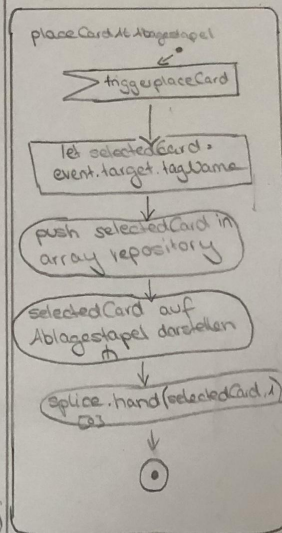 placeCardAtAblagestapel
triggerplaceCard
let selectedCard =
event.target.tagName
push selectedCard in
array repository
selectedCard auf
Ablagestapel darstellen
splice.hand(selectedCard,1)